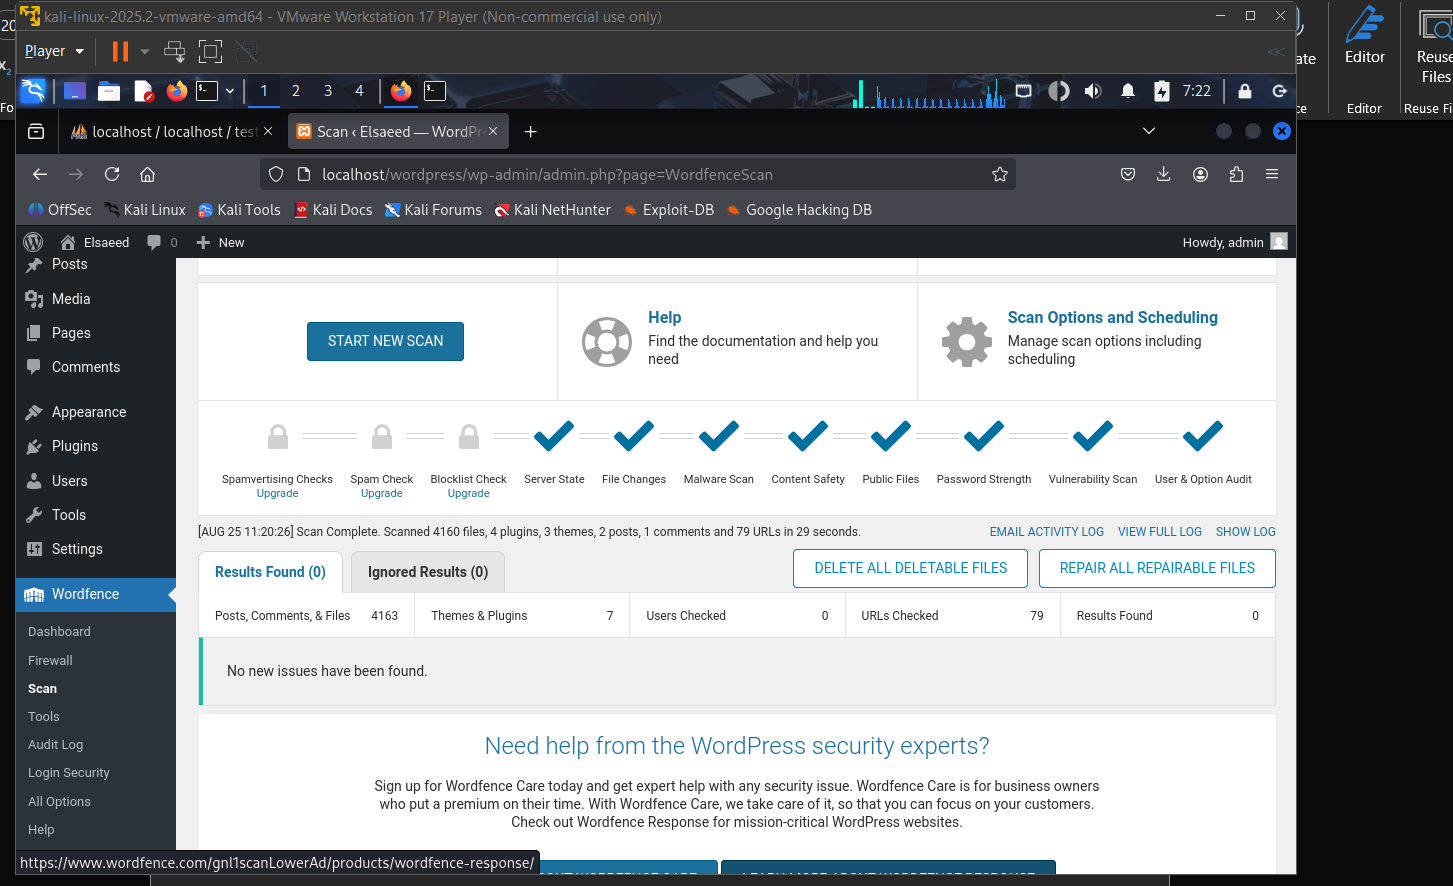 kali-linux-2025.2-vmware-amd64 - VMware Workstation 17 Player (Non-commercial use only)
Player
Editor
Reuse
Files
Editor
Reuse Fi
1 2 3 4
7:22
localhost / localhost / test
Scan ‹ Elsaeed — WordPr
localhost/wordpress/wp-admin/admin.php?page=WordfenceScan
OffSec Kali Linux Kali Tools Kali Docs Kali Forums Kali NetHunter Exploit-DB Google Hacking DB
Elsaeed 0 New Howdy, admin
Posts
Media
Pages
Comments
Appearance
Plugins
Users
Tools
Settings
Wordfence
Dashboard
Firewall
Scan
Tools
Audit Log
Login Security
All Options
Help
START NEW SCAN
Help
Find the documentation and help you
need
Scan Options and Scheduling
Manage scan options including
scheduling
Spamvertising Checks
Upgrade
Spam Check
Upgrade
Blocklist Check
Upgrade
Server State
File Changes
Malware Scan
Content Safety
Public Files
Password Strength
Vulnerability Scan
User & Option Audit
[AUG 25 11:20:26] Scan Complete. Scanned 4160 files, 4 plugins, 3 themes, 2 posts, 1 comments and 79 URLs in 29 seconds.
EMAIL ACTIVITY LOG VIEW FULL LOG SHOW LOG
Results Found (0)
Ignored Results (0)
DELETE ALL DELETABLE FILES
REPAIR ALL REPAIRABLE FILES
Posts, Comments, & Files 4163
Themes & Plugins 7
Users Checked 0
URLs Checked 79
Results Found 0
No new issues have been found.
Need help from the WordPress security experts?
Sign up for Wordfence Care today and get expert help with any security issue. Wordfence Care is for business owners
who put a premium on their time. With Wordfence Care, we take care of it, so that you can focus on your customers.
Check out Wordfence Response for mission-critical WordPress websites.
https://www.wordfence.com/gnl1scanLowerAd/products/wordfence-response/